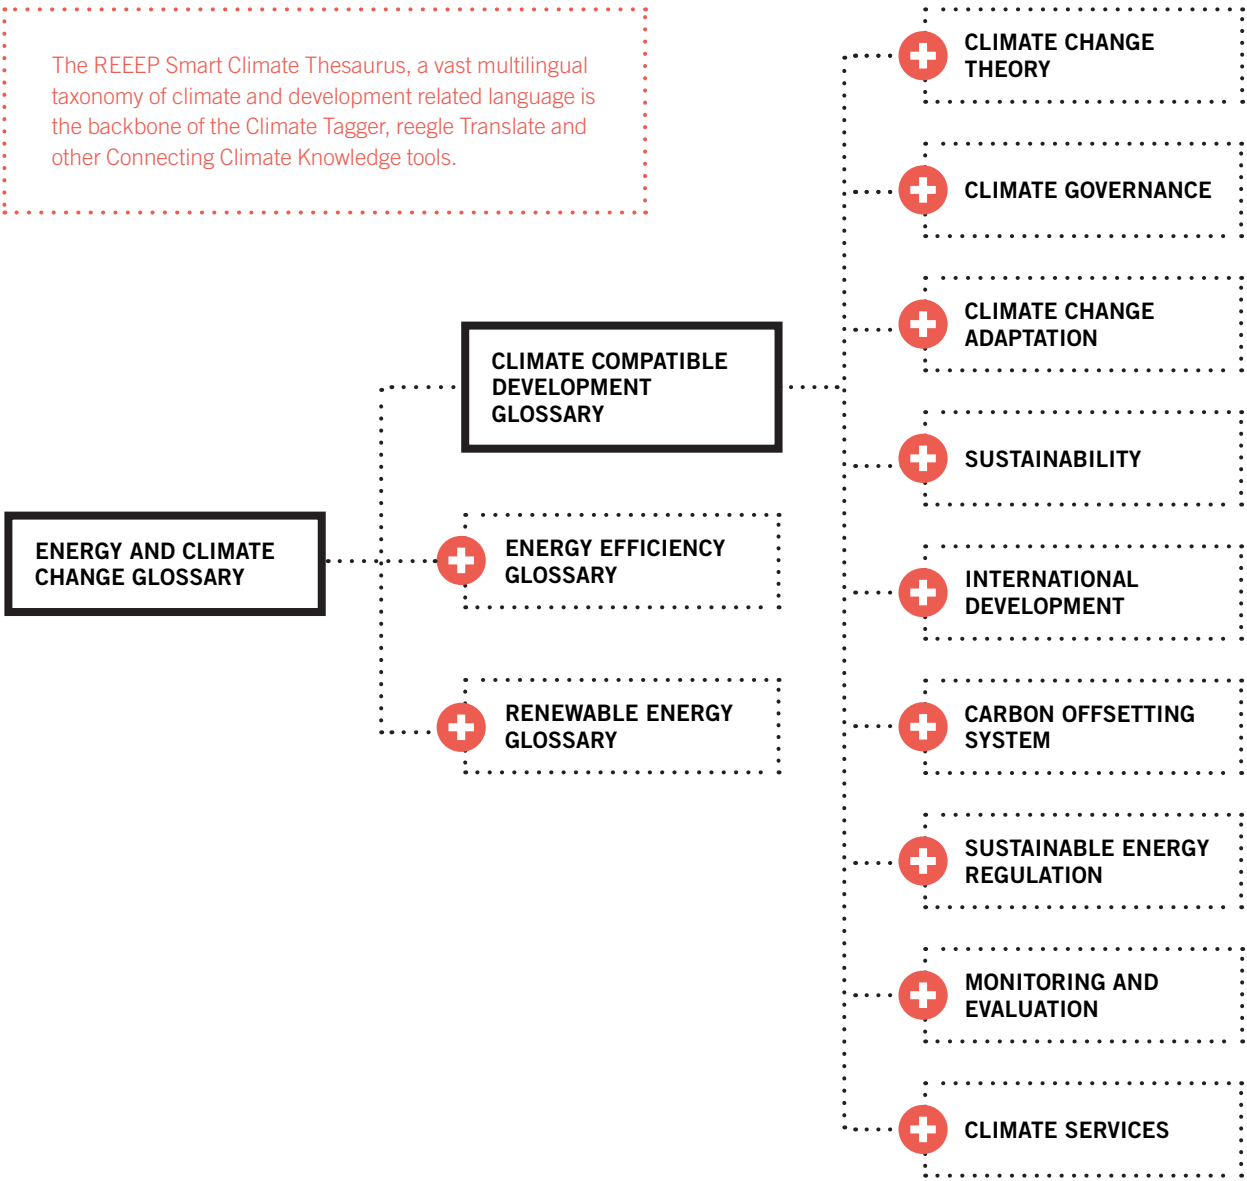 The REEEP Smart Climate Thesaurus, a vast multilingual
taxonomy of climate and development related language is
the backbone of the Climate Tagger, reegle Translate and
other Connecting Climate Knowledge tools.
ENERGY AND CLIMATE
CHANGE GLOSSARY
CLIMATE COMPATIBLE
DEVELOPMENT
GLOSSARY
ENERGY EFFICIENCY
GLOSSARY
RENEWABLE ENERGY
GLOSSARY
CLIMATE CHANGE
THEORY
CLIMATE GOVERNANCE
CLIMATE CHANGE
ADAPTATION
SUSTAINABILITY
INTERNATIONAL
DEVELOPMENT
CARBON OFFSETTING
SYSTEM
SUSTAINABLE ENERGY
REGULATION
MONITORING AND
EVALUATION
CLIMATE SERVICES